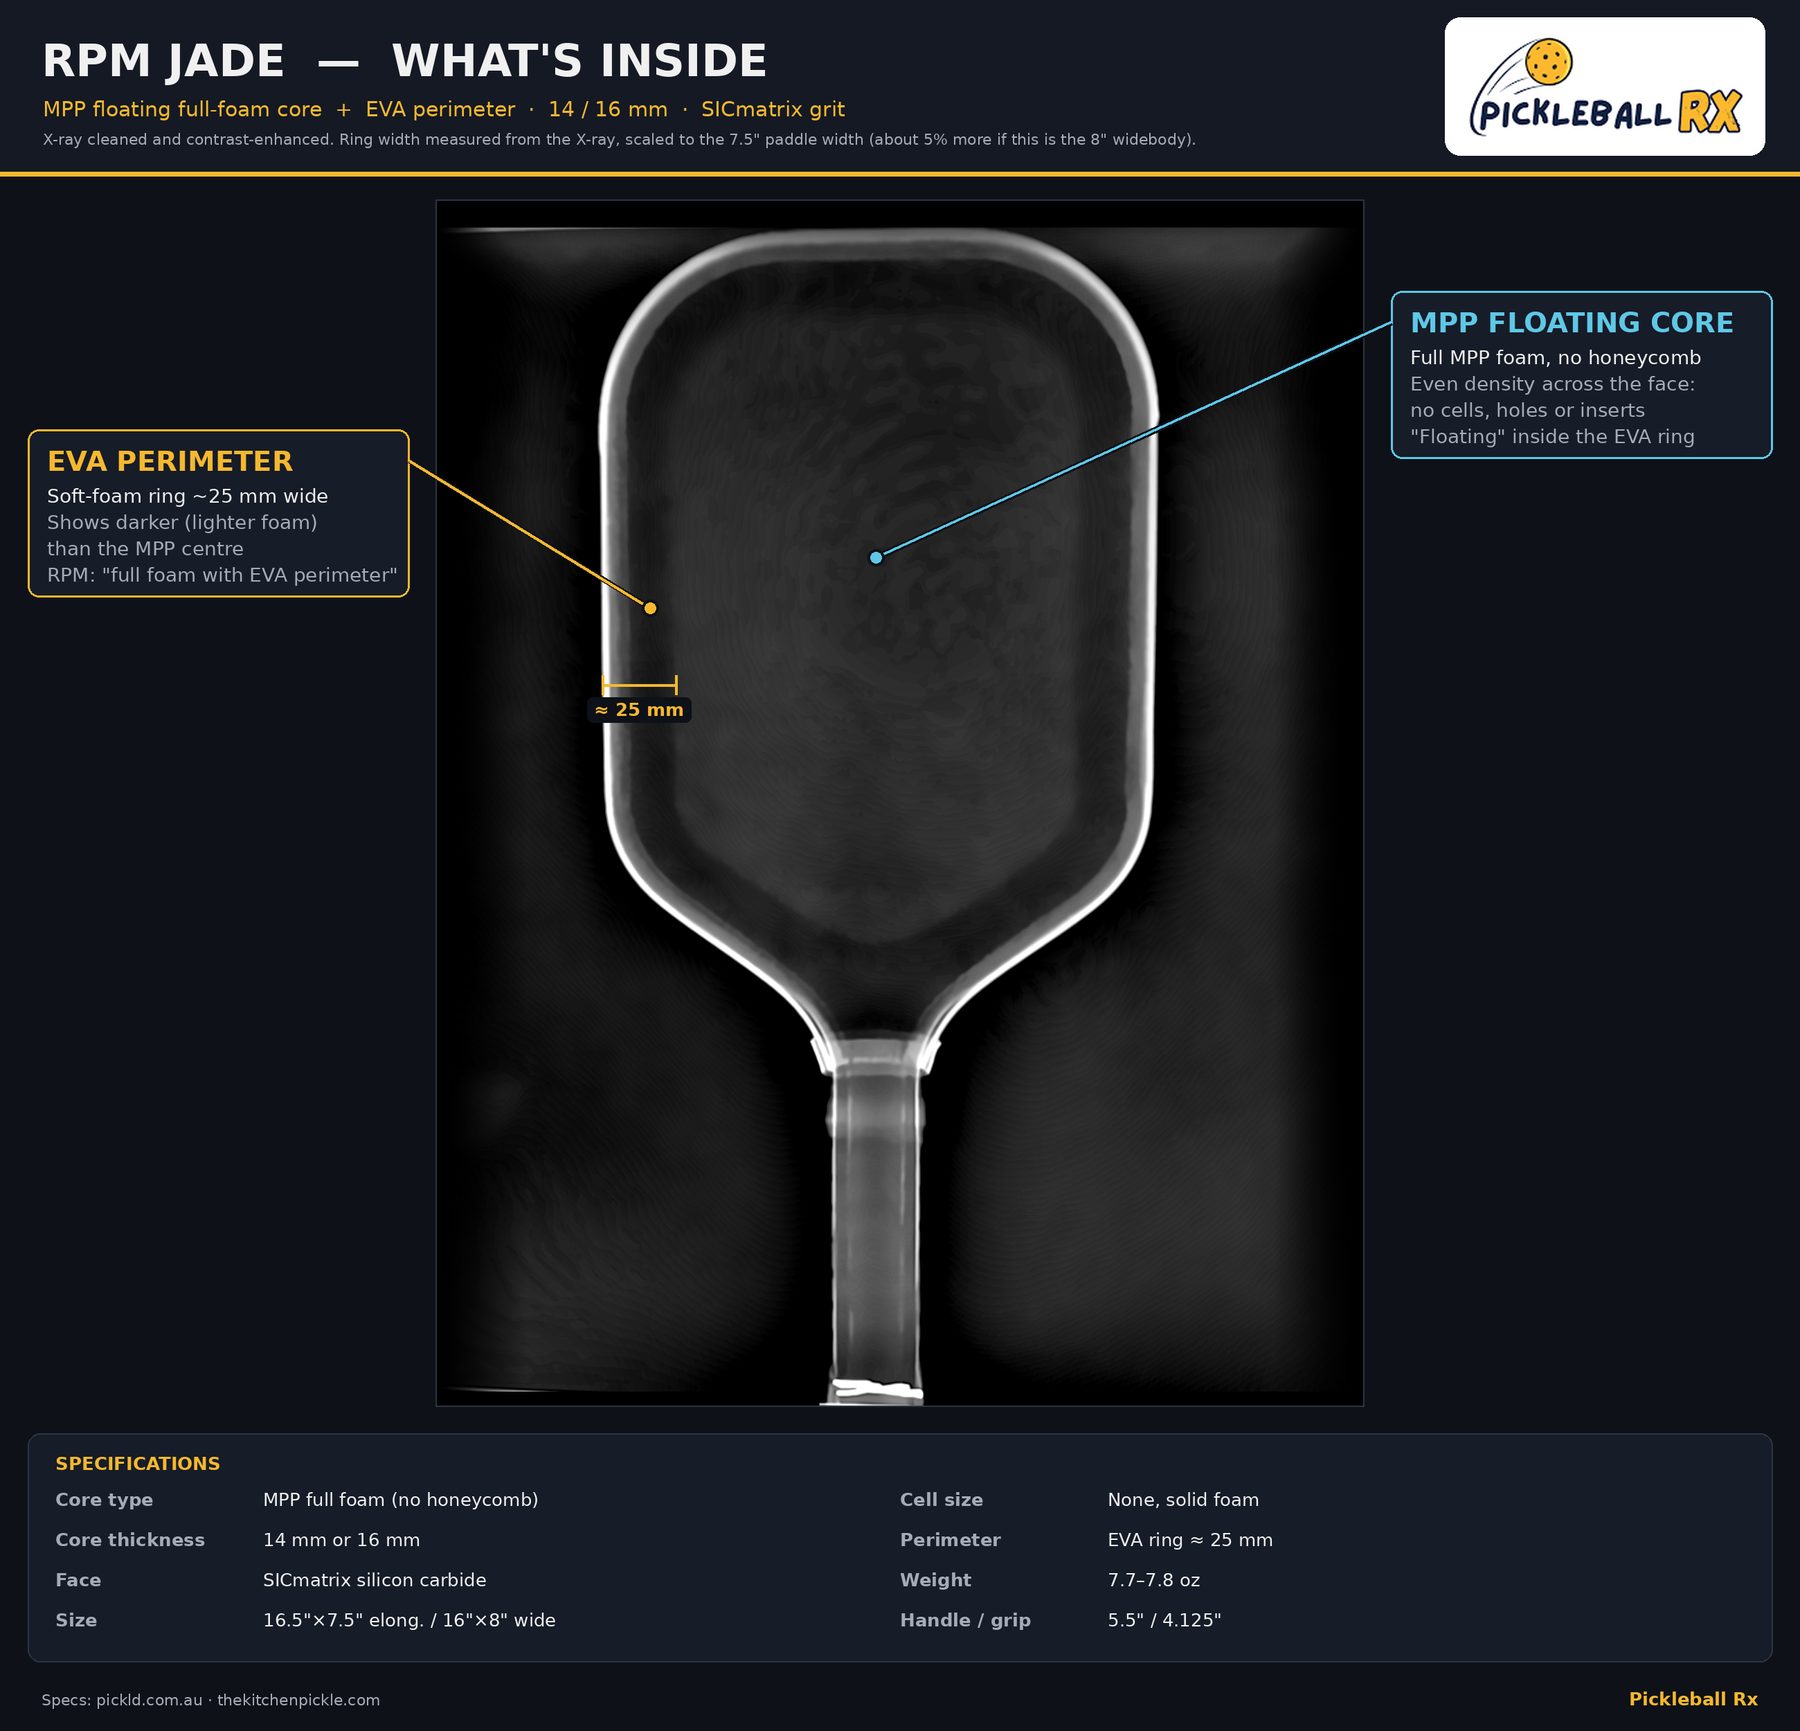 RPM JADE — WHAT'S INSIDE
MPP floating full-foam core + EVA perimeter · 14 / 16 mm · SICmatrix grit
X-ray cleaned and contrast-enhanced. Ring width measured from the X-ray, scaled to the 7.5" paddle width (about 5% more if this is the 8" widebody).
PICKLEBALL RX
MPP FLOATING CORE
Full MPP foam, no honeycomb
Even density across the face:
no cells, holes or inserts
"Floating" inside the EVA ring
EVA PERIMETER
Soft-foam ring ~25 mm wide
Shows darker (lighter foam)
than the MPP centre
RPM: "full foam with EVA perimeter"
≈ 25 mm
SPECIFICATIONS
Core type MPP full foam (no honeycomb)
Cell size None, solid foam
Core thickness 14 mm or 16 mm
Perimeter EVA ring ≈ 25 mm
Face SICmatrix silicon carbide
Weight 7.7–7.8 oz
Size 16.5"×7.5" elong. / 16"×8" wide
Handle / grip 5.5" / 4.125"
Specs: pickld.com.au · thekitchenpickle.com
Pickleball Rx